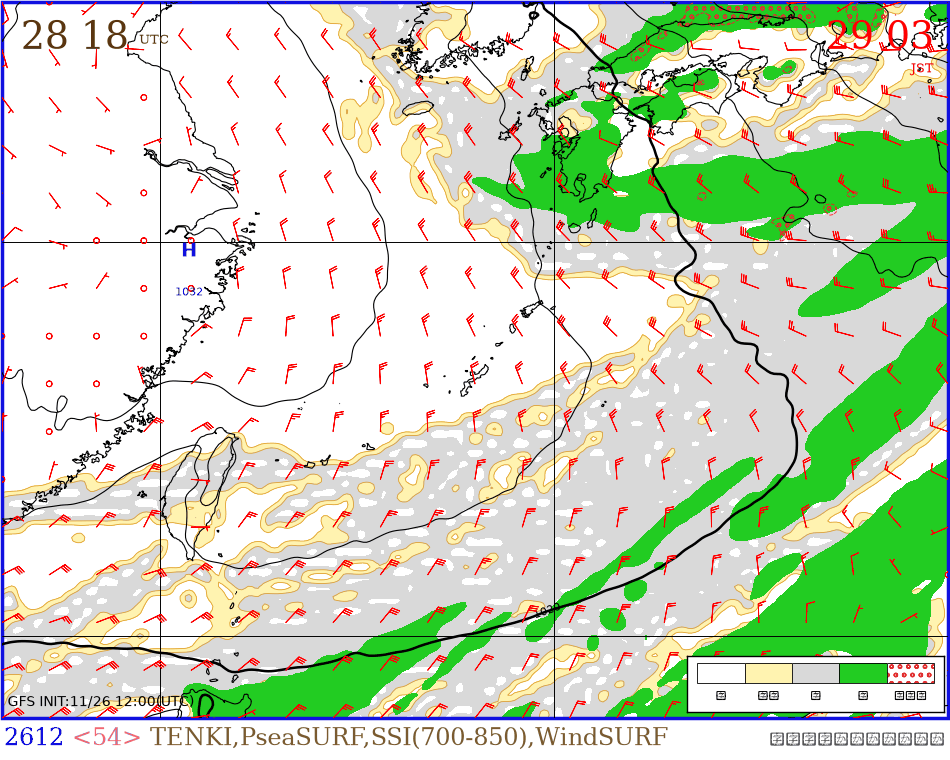 28 18 UTC
29 03 JST
H
1032
1020
GFS INIT:11/26 12:00(UTC)
2612 <54> TENKI,PseaSURF,SSI(700-850),WindSURF